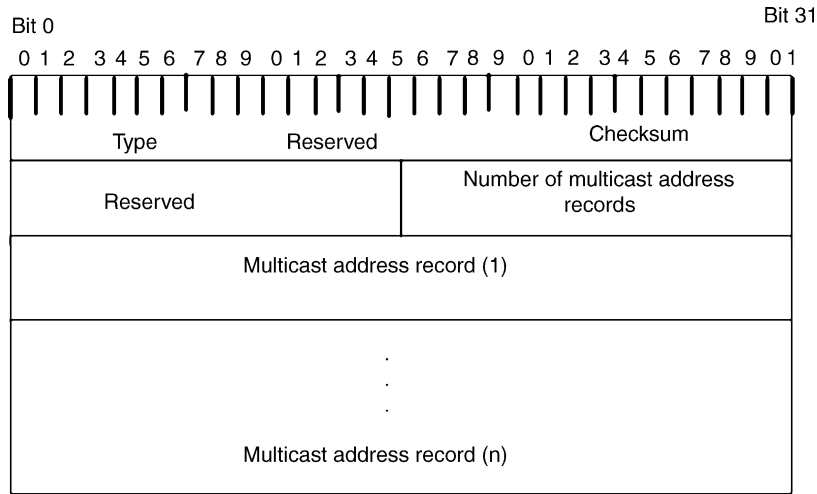 Bit 0
Bit 31
0 1 2 3 4 5 6 7 8 9 0 1 2 3 4 5 6 7 8 9 0 1 2 3 4 5 6 7 8 9 0 1
Type Reserved Checksum
Reserved
Number of multicast address
records
Multicast address record (1)
.
.
.
Multicast address record (n)